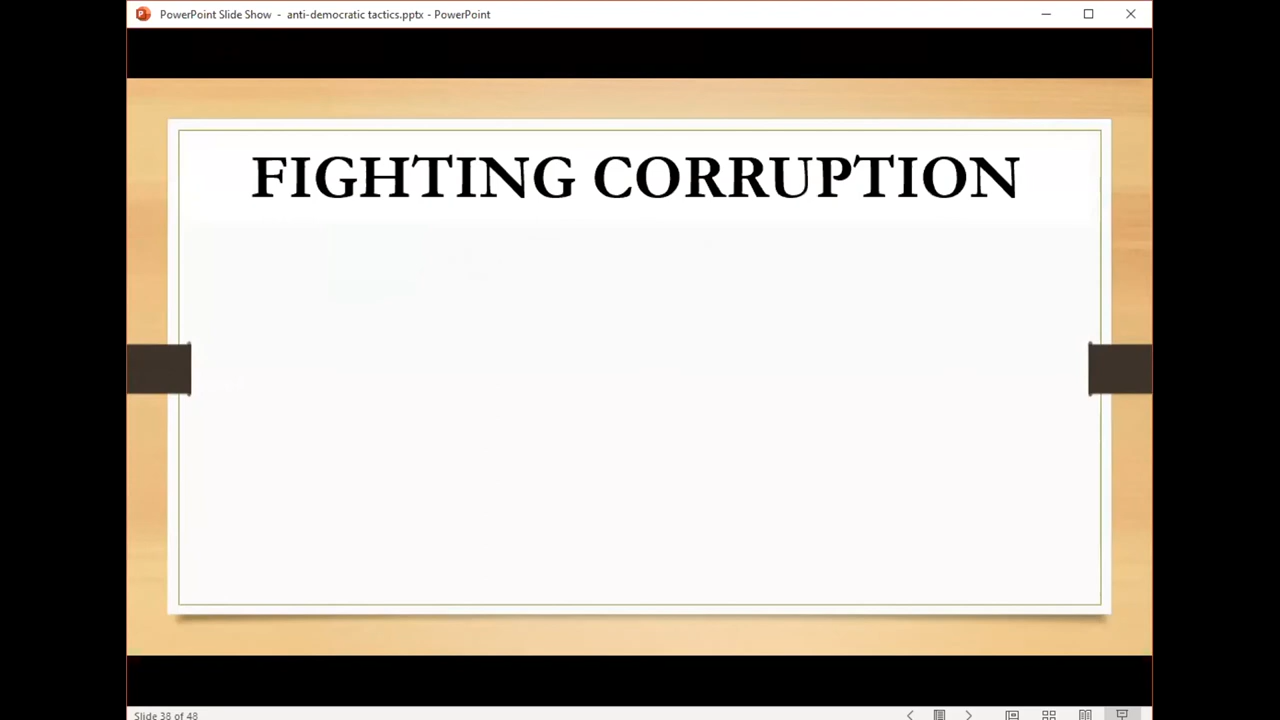 PowerPoint Slide Show - anti-democratic tactics.pptx - PowerPoint
FIGHTING CORRUPTION
Slide 38 of 48